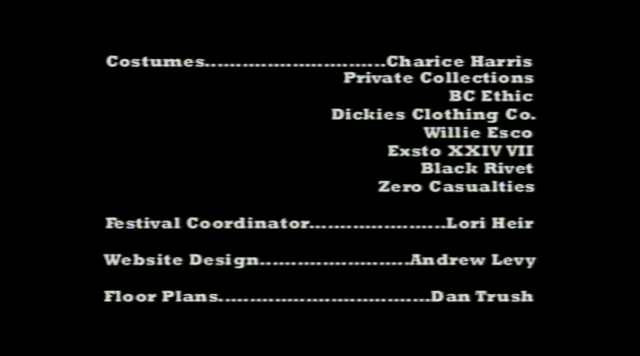 Costumes.............................Charice Harris
Private Collections
BC Ethic
Dickies Clothing Co.
Willie Esco
Exsto XXIV VII
Black Rivet
Zero Casualties
Festival Coordinator......................Lori Heir
Website Design........................Andrew Levy
Floor Plans..................................Dan Trush